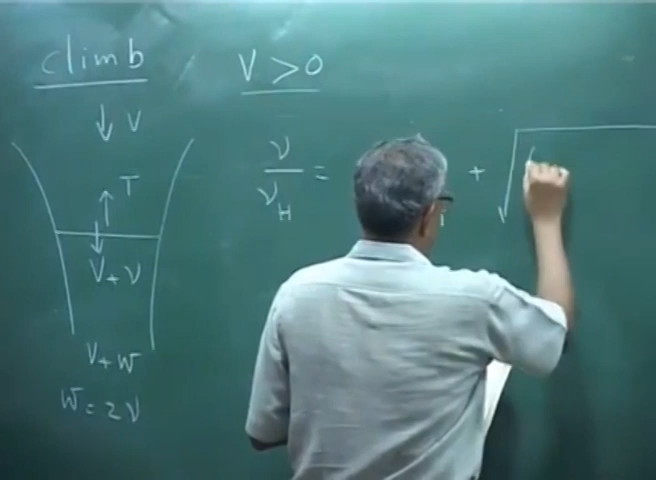 climb
V > 0
↓ V
ν / ν_H = + √(
↑ T
↓ V + ν
V + w
w = 2ν